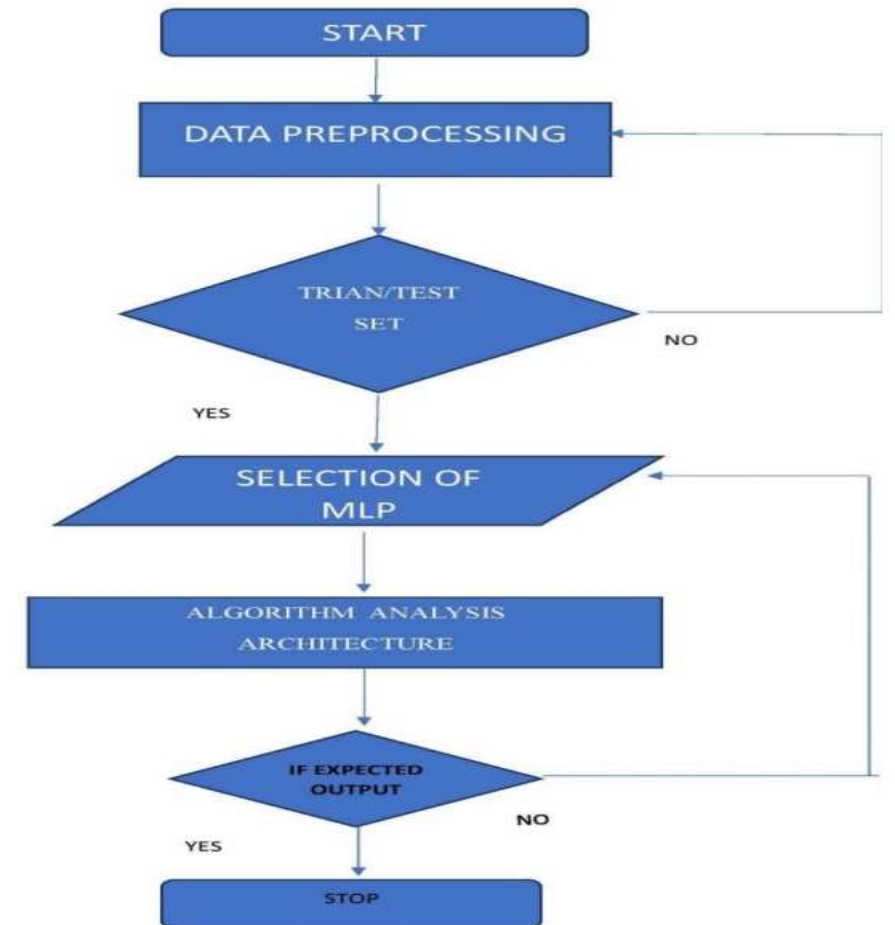 START
DATA PREPROCESSING
TRIAN/TEST
SET
NO
YES
SELECTION OF
MLP
ALGORITHM ANALYSIS
ARCHITECTURE
IF EXPECTED
OUTPUT
NO
YES
STOP